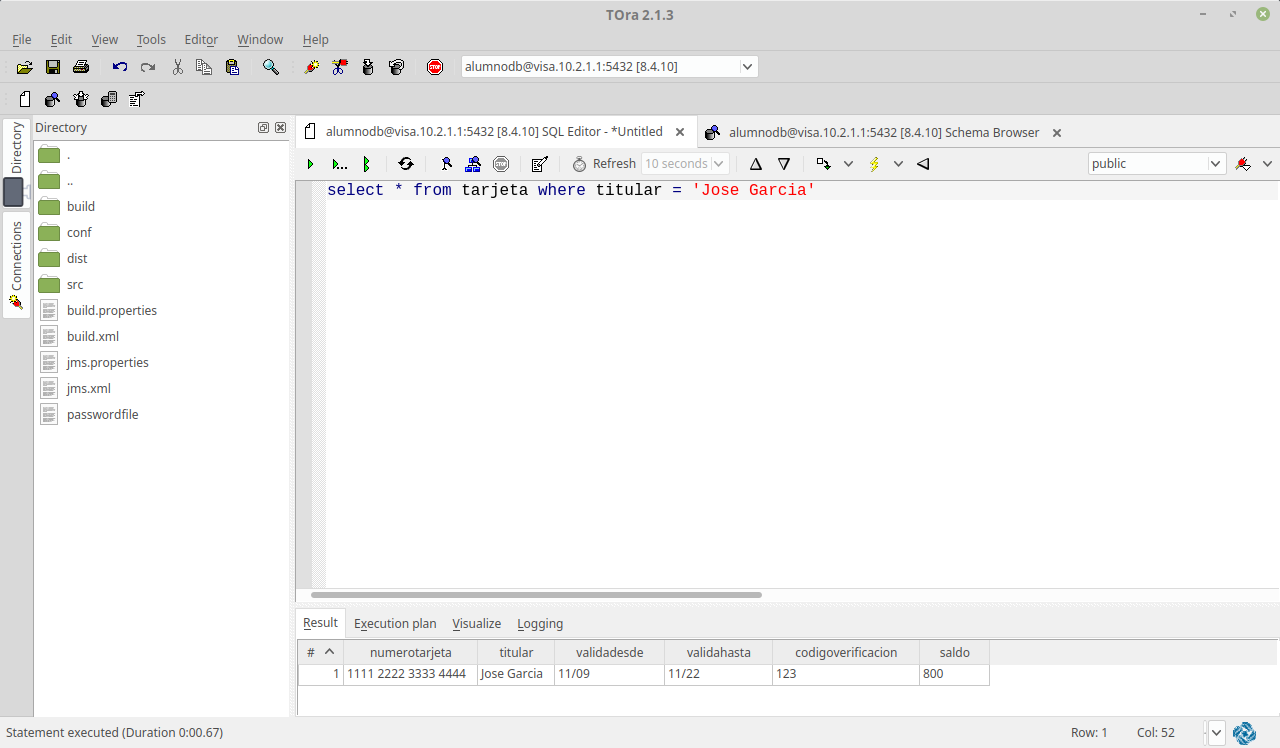 TOra 2.1.3
File Edit View Tools Editor Window Help
alumnodb@visa.10.2.1.1:5432 [8.4.10]
Directory
Connections
Directory
.
..
build
conf
dist
src
build.properties
build.xml
jms.properties
jms.xml
passwordfile
alumnodb@visa.10.2.1.1:5432 [8.4.10] SQL Editor - *Untitled
alumnodb@visa.10.2.1.1:5432 [8.4.10] Schema Browser
Refresh 10 seconds public
select * from tarjeta where titular = 'Jose Garcia'
Result Execution plan Visualize Logging
# numerotarjeta titular validadesde validahasta codigoverificacion saldo
1 1111 2222 3333 4444 Jose Garcia 11/09 11/22 123 800
Statement executed (Duration 0:00.67) Row: 1 Col: 52